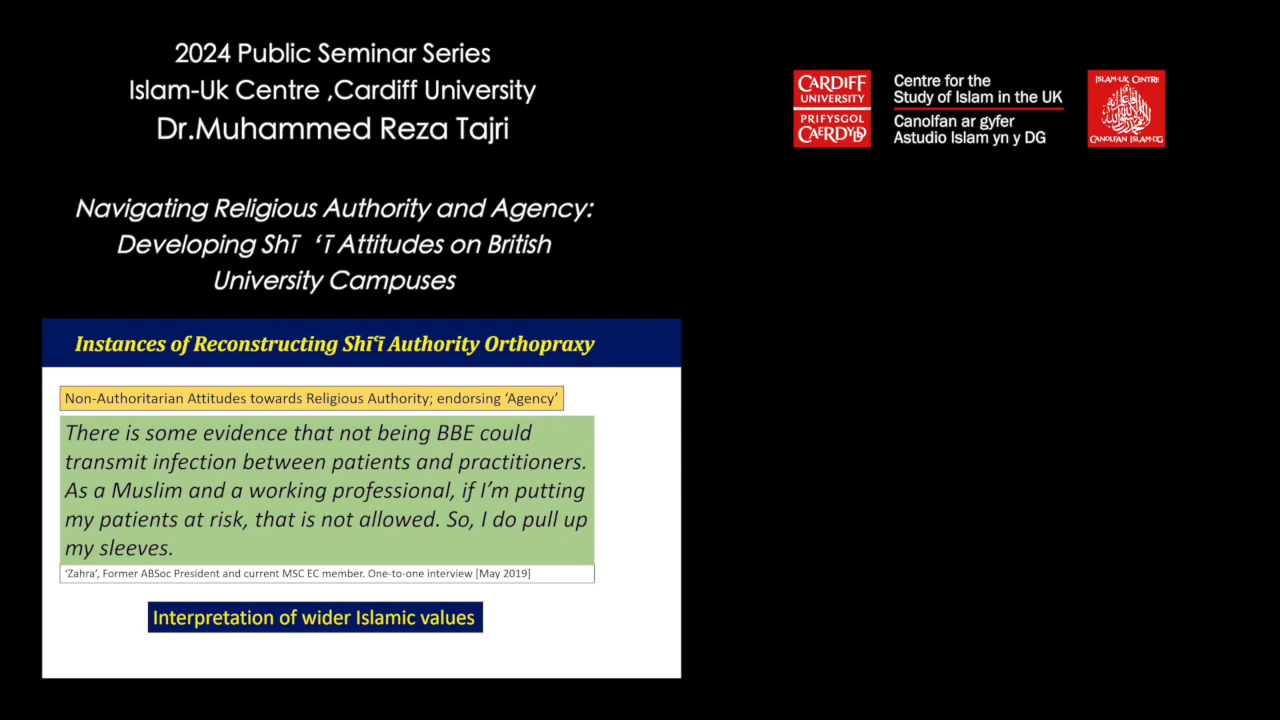 2024 Public Seminar Series
Islam-Uk Centre ,Cardiff University
Dr.Muhammed Reza Tajri
Navigating Religious Authority and Agency:
Developing Shī ‘ī Attitudes on British
University Campuses
CARDIFF
UNIVERSITY
PRIFYSGOL
CAERDYDD
Centre for the
Study of Islam in the UK
Canolfan ar gyfer
Astudio Islam yn y DG
ISLAM-UK CENTRE
CANOLFAN ISLAM-DG
Instances of Reconstructing Shīʿī Authority Orthopraxy
Non-Authoritarian Attitudes towards Religious Authority; endorsing ‘Agency’
There is some evidence that not being BBE could
transmit infection between patients and practitioners.
As a Muslim and a working professional, if I’m putting
my patients at risk, that is not allowed. So, I do pull up
my sleeves.
‘Zahra’, Former ABSoc President and current MSC EC member. One-to-one interview [May 2019]
Interpretation of wider Islamic values